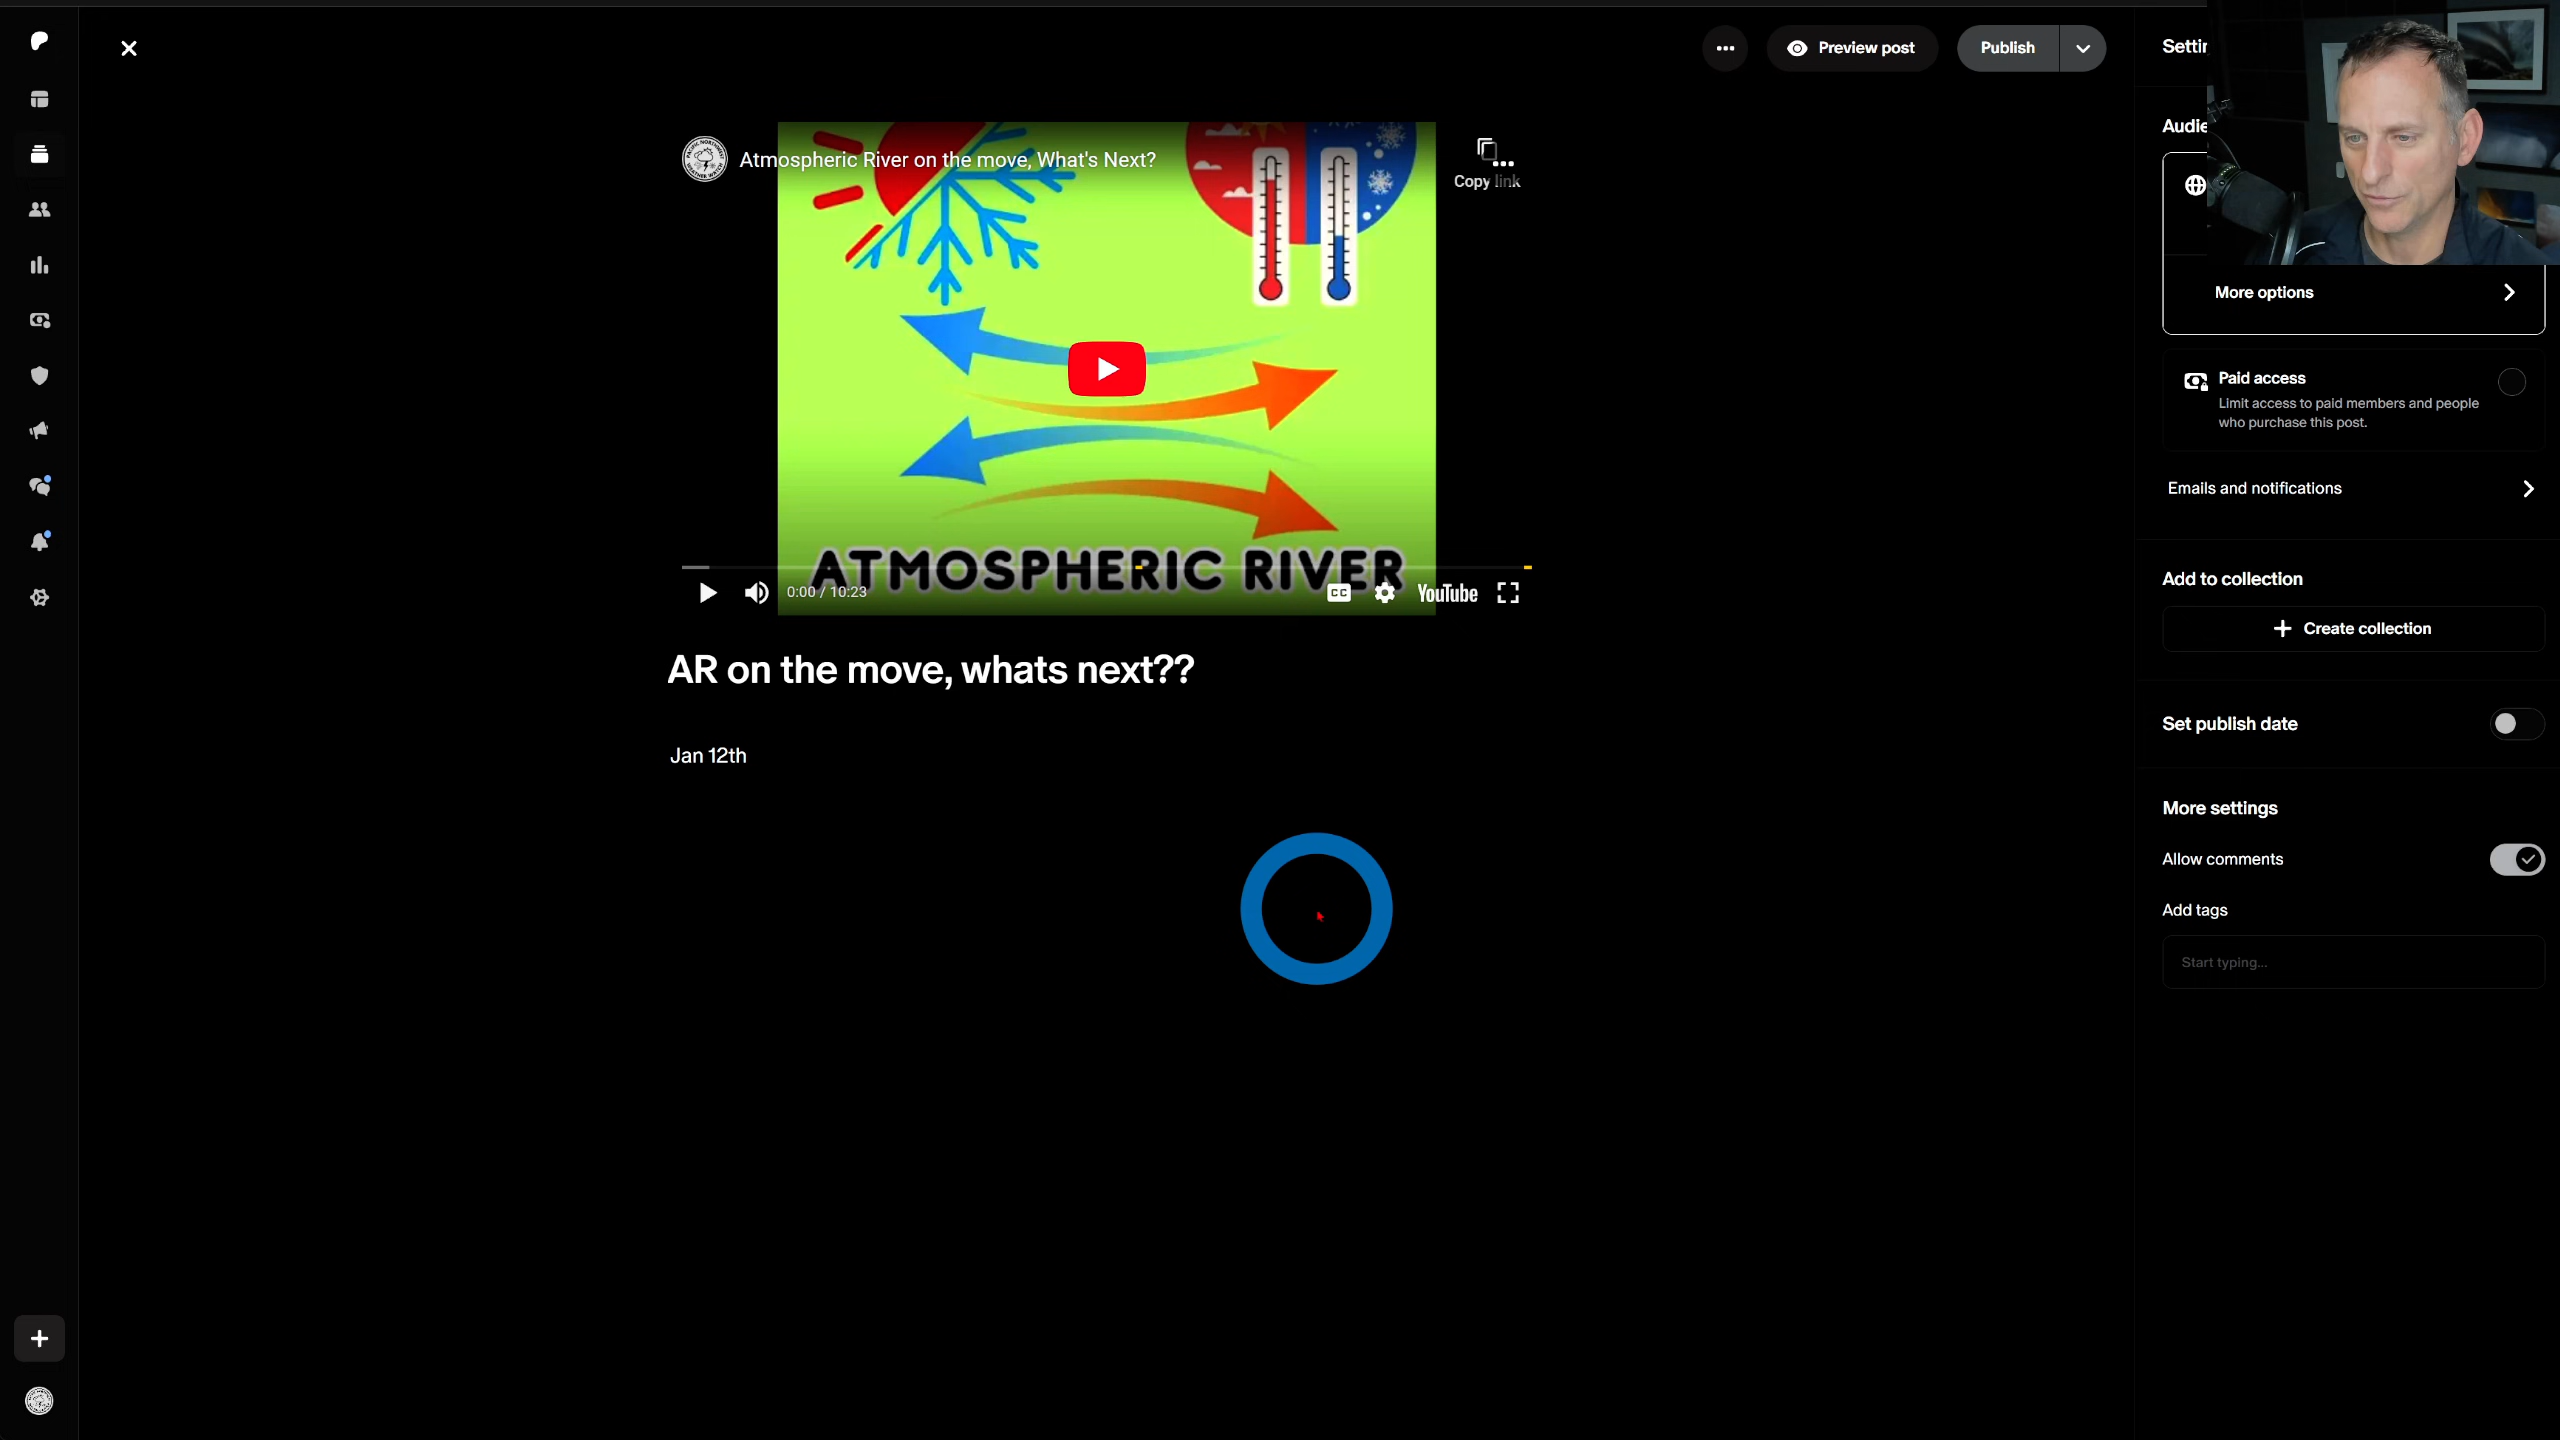 Preview post
Publish
Atmospheric River on the move, What's Next?
Copy link
ATMOSPHERIC RIVER
0:00 / 10:23
CC
YouTube
AR on the move, whats next??
Jan 12th
More options
Paid access
Limit access to paid members and people
who purchase this post.
Emails and notifications
Add to collection
Create collection
Set publish date
More settings
Allow comments
Add tags
Start typing...